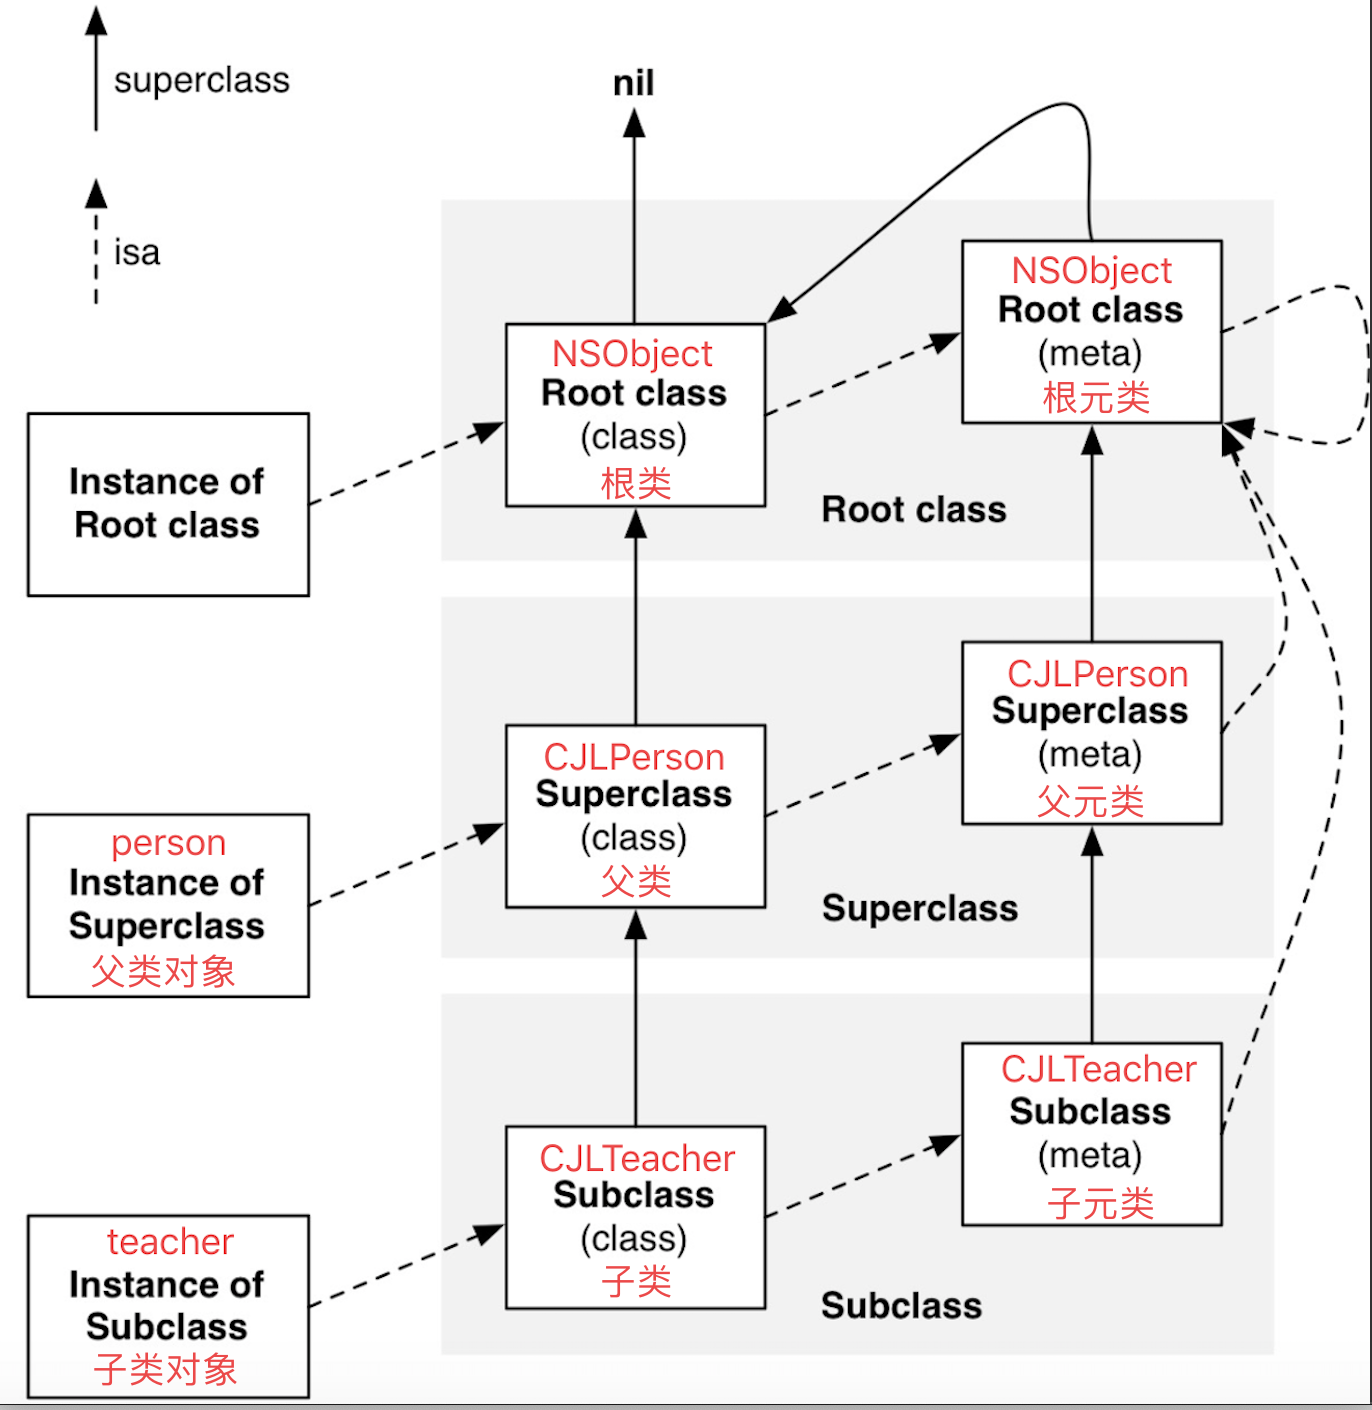 superclass
isa
nil
NSObject
Root class
(meta)
根元类
NSObject
Root class
(class)
根类
Instance of
Root class
Root class
CJLPerson
Superclass
(meta)
父元类
CJLPerson
Superclass
(class)
父类
person
Instance of
Superclass
父类对象
Superclass
CJLTeacher
Subclass
(meta)
子元类
CJLTeacher
Subclass
(class)
子类
teacher
Instance of
Subclass
子类对象
Subclass